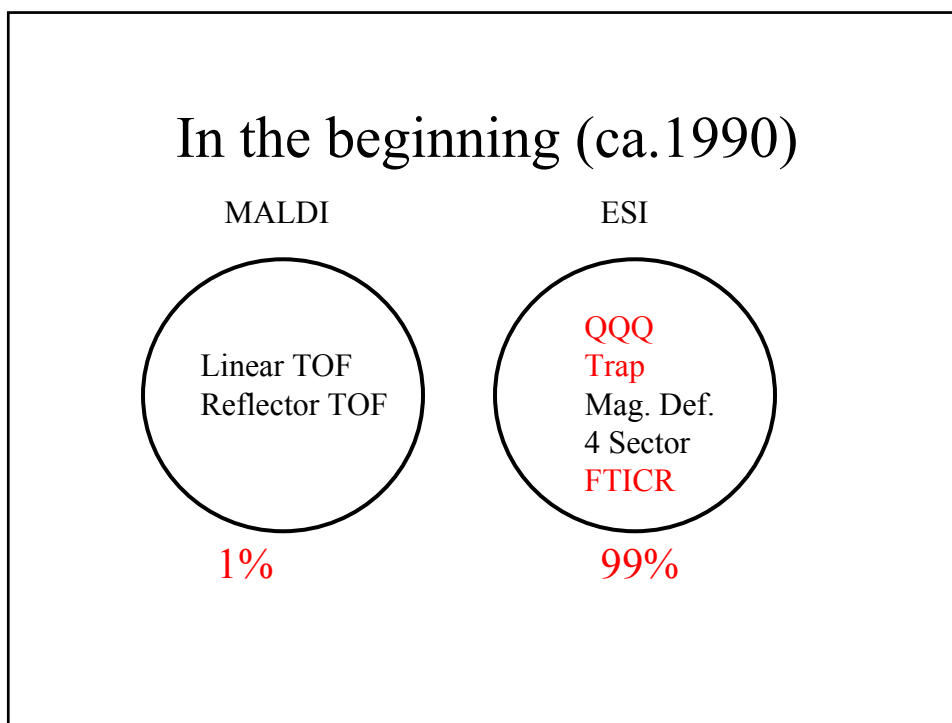 In the beginning (ca.1990)
MALDI
ESI
Linear TOF
Reflector TOF
QQQ
Trap
Mag. Def.
4 Sector
FTICR
1%
99%